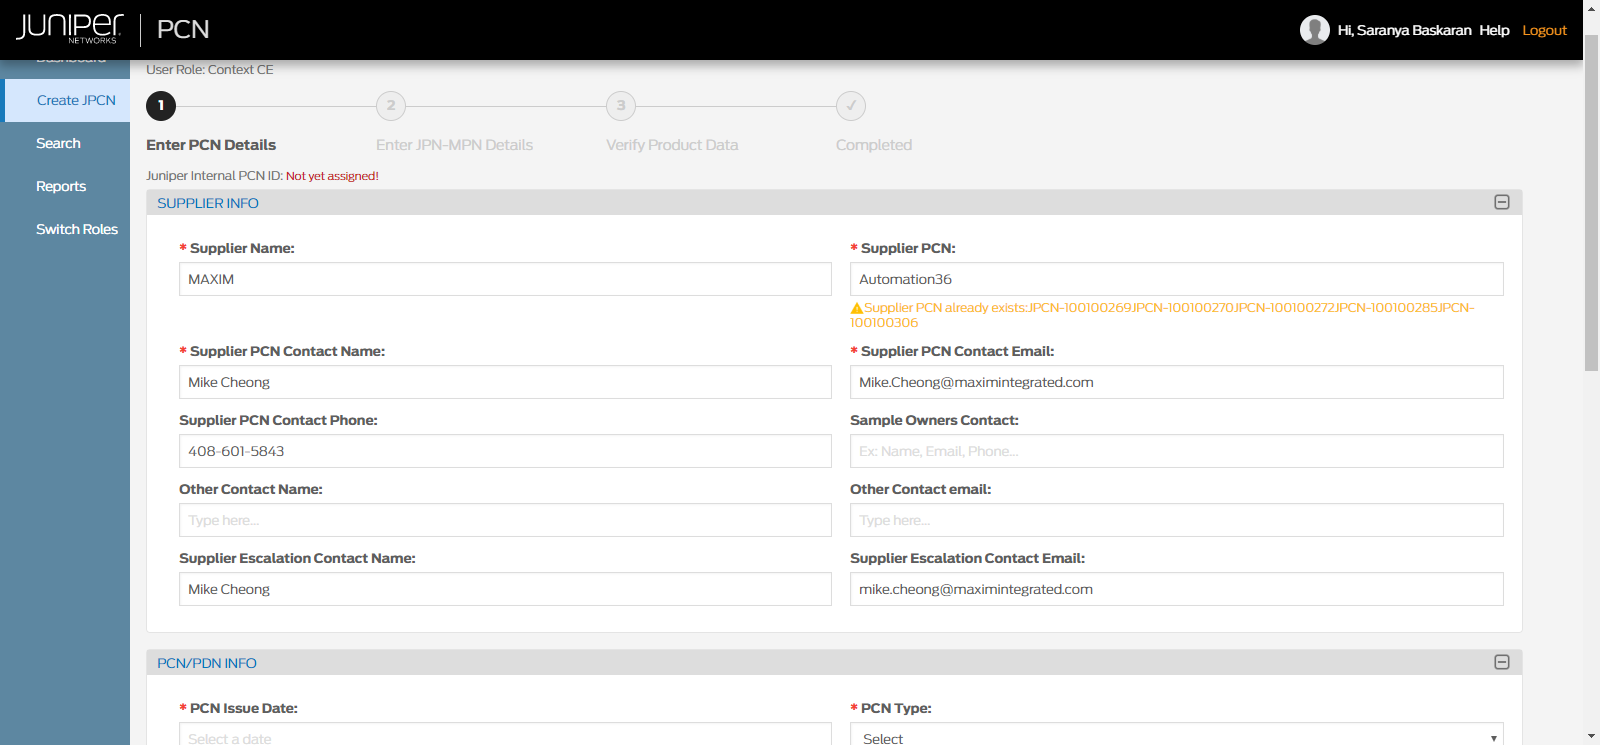 JUNIPEr
NETWORKS
PCN
Hi, Saranya Baskaran Help Logout
Dashboard
User Role: Context CE
Create JPCN
Search
Reports
Switch Roles
1 2 3 ✓
Enter PCN Details Enter JPN-MPN Details Verify Product Data Completed
Juniper Internal PCN ID: Not yet assigned!
SUPPLIER INFO
* Supplier Name: * Supplier PCN:
MAXIM Automation36
Supplier PCN already exists:JPCN-100100269JPCN-100100270JPCN-100100272JPCN-100100285JPCN-
100100306
* Supplier PCN Contact Name: * Supplier PCN Contact Email:
Mike Cheong Mike.Cheong@maximintegrated.com
Supplier PCN Contact Phone: Sample Owners Contact:
408-601-5843 Ex: Name, Email, Phone...
Other Contact Name: Other Contact email:
Type here... Type here...
Supplier Escalation Contact Name: Supplier Escalation Contact Email:
Mike Cheong mike.cheong@maximintegrated.com
PCN/PDN INFO
* PCN Issue Date: * PCN Type:
Select a date Select